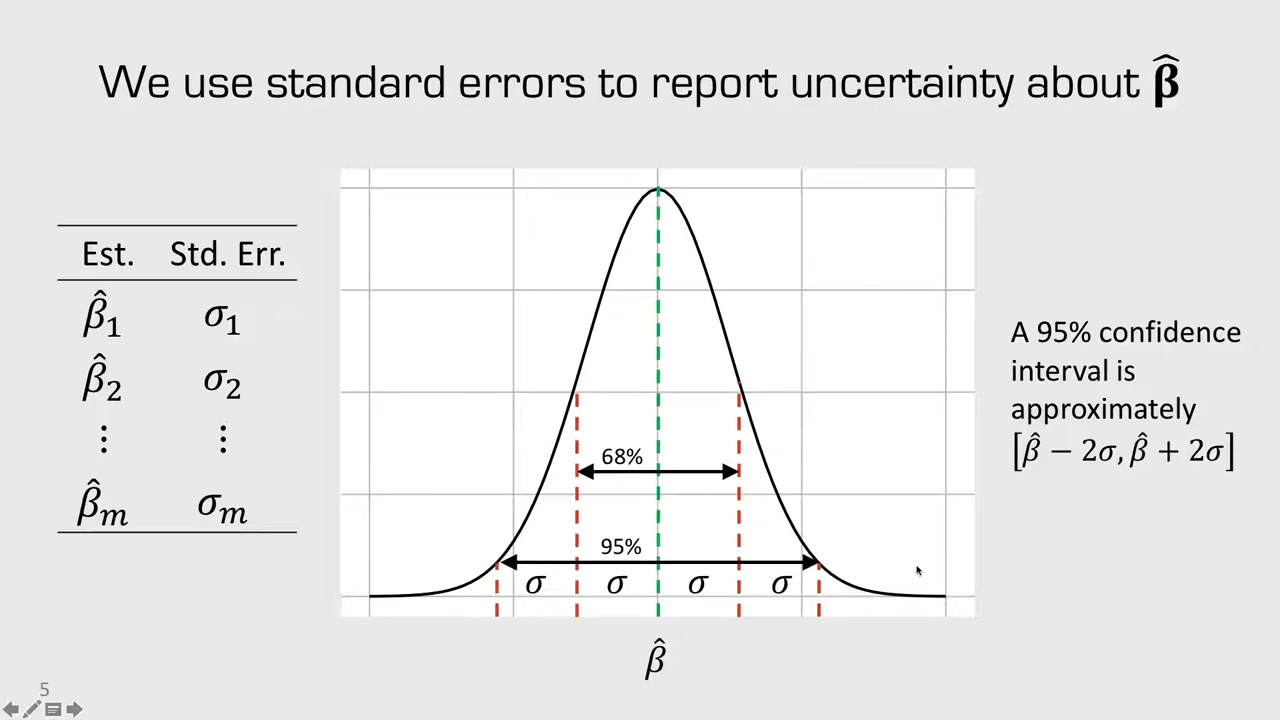 We use standard errors to report uncertainty about β̂
Est. Std. Err.
β̂₁ σ₁
β̂₂ σ₂
⋮ ⋮
β̂ₘ σₘ
68%
95%
σ σ σ σ
β̂
A 95% confidence
interval is
approximately
[β̂ − 2σ, β̂ + 2σ]
5